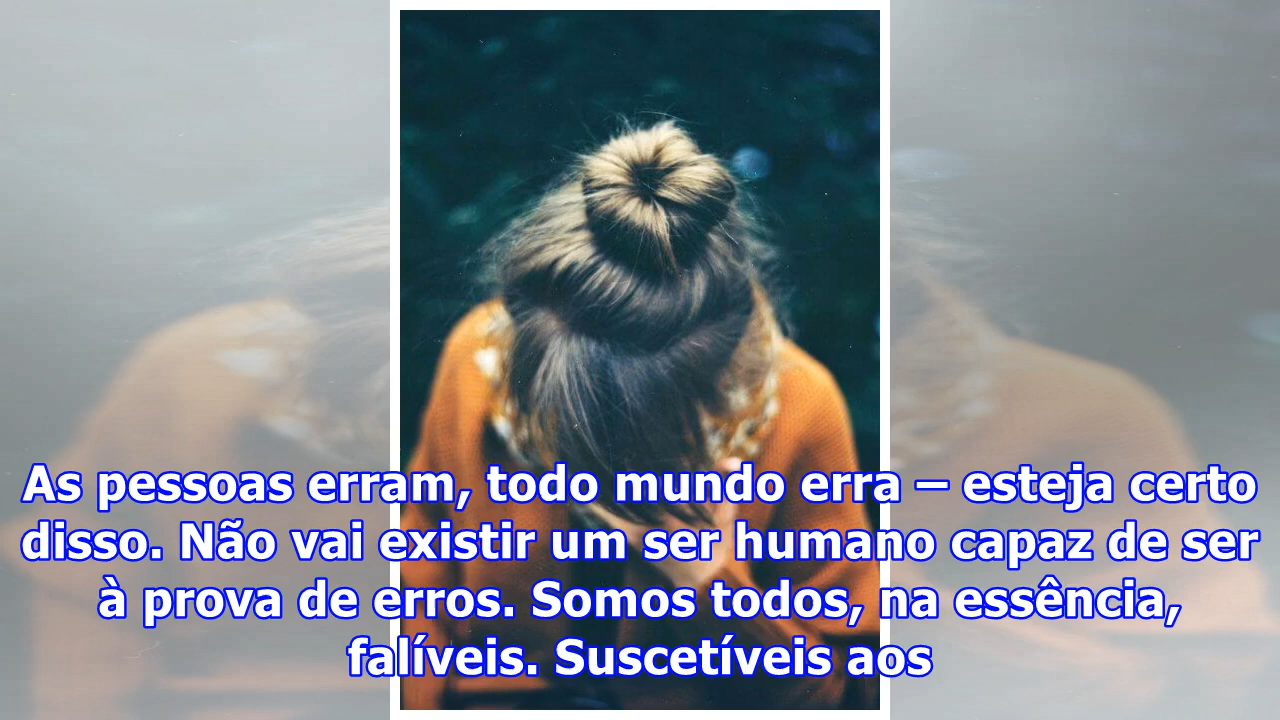 As pessoas erram, todo mundo erra – esteja certo
disso. Não vai existir um ser humano capaz de ser
à prova de erros. Somos todos, na essência,
falíveis. Suscetíveis aos